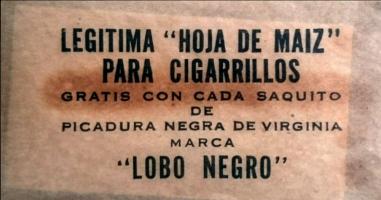 LEGITIMA "HOJA DE MAIZ"
PARA CIGARRILLOS
GRATIS CON CADA SAQUITO
DE
PICADURA NEGRA DE VIRGINIA
MARCA
"LOBO NEGRO"